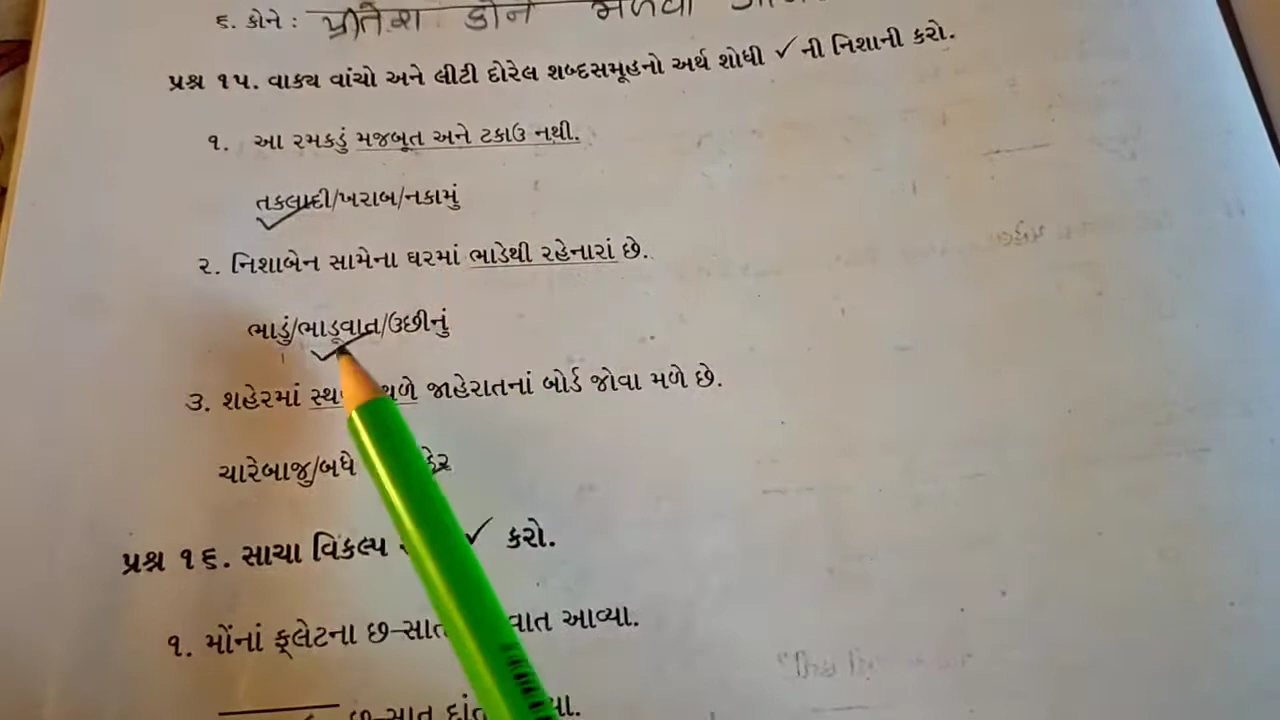 ૬. કોને : પ્રીતેશ કોને મળવા
પ્રશ્ન ૧૫. વાક્ય વાંચો અને લીટી દોરેલ શબ્દસમૂહનો અર્થ શોધી ✓ ની નિશાની કરો.
૧. આ રમકડું મજબૂત અને ટકાઉ નથી.
તકલાદી/ખરાબ/નકામું
૨. નિશાબેન સામેના ઘરમાં ભાડેથી રહેનારાં છે.
ભાડું/ભાડૂવાત/ઉછીનું
૩. શહેરમાં જાહેરાતનાં બોર્ડ જોવા મળે છે.
ચારેબાજુ/બધે
પ્રશ્ન ૧૬. સાચા વિકલ્પ ✓ કરો.
૧. મોંનાં ફ્લેટના છ-સાત આવ્યા.
છ-સાત